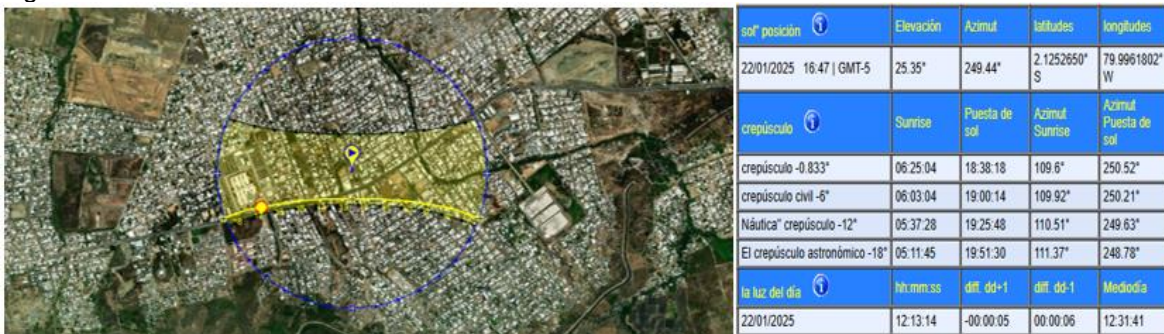 sol" posición Elevación Azimut latitudes longitudes
22/01/2025 16:47 | GMT-5 25.35° 249.44° 2.1252650° S 79.9961802° W
crepúsculo Sunrise Puesta de sol Azimut Sunrise Azimut Puesta de sol
crepúsculo -0.833° 06:25:04 18:38:18 109.6° 250.52°
crepúsculo civil -6° 06:03:04 19:00:14 109.92° 250.21°
Náutica" crepúsculo -12° 05:37:28 19:25:48 110.51° 249.63°
El crepúsculo astronómico -18° 05:11:45 19:51:30 111.37° 248.78°
la luz del día hh:mm:ss diff. dd+1 diff. dd-1 Mediodía
22/01/2025 12:13:14 -00:00:05 00:00:06 12:31:41